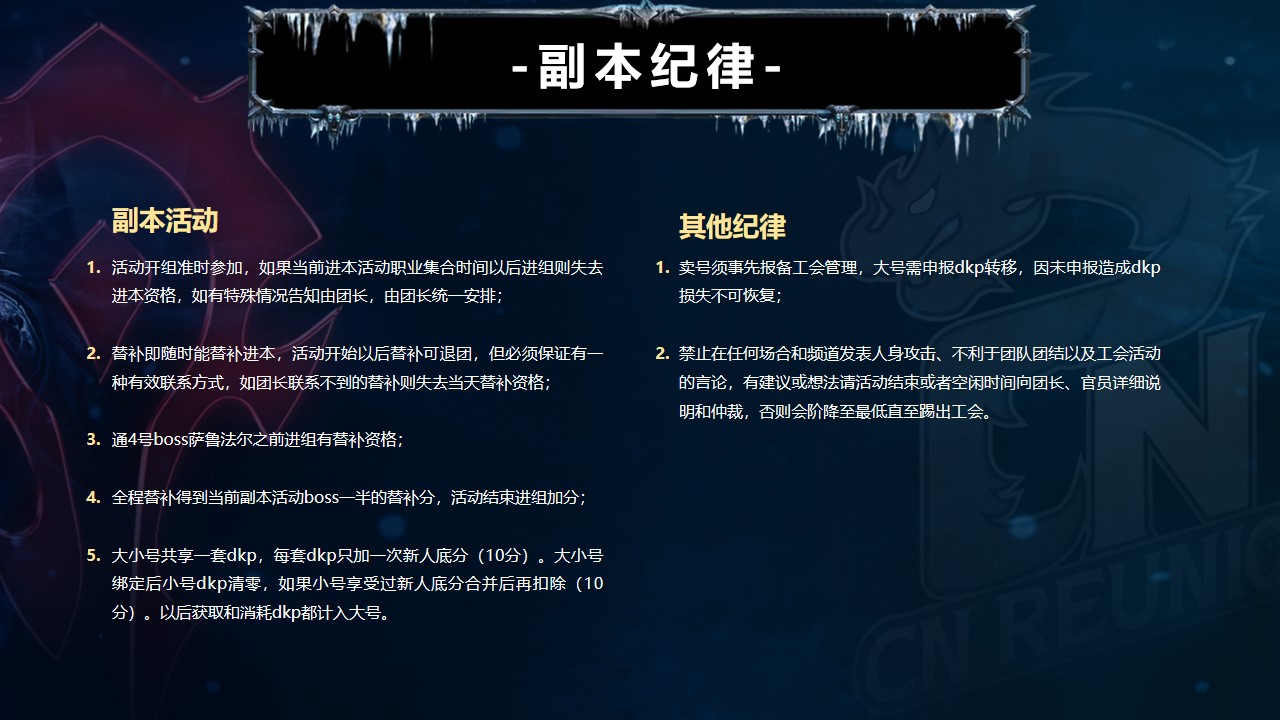 -副本纪律-
副本活动
1. 活动开组准时参加，如果当前进本活动职业集合时间以后进组则失去
进本资格，如有特殊情况告知由团长，由团长统一安排；
2. 替补即随时能替补进本，活动开始以后替补可退团，但必须保证有一
种有效联系方式，如团长联系不到的替补则失去当天替补资格；
3. 通4号boss萨鲁法尔之前进组有替补资格；
4. 全程替补得到当前副本活动boss一半的替补分，活动结束进组加分；
5. 大小号共享一套dkp，每套dkp只加一次新人底分（10分）。大小号
绑定后小号dkp清零，如果小号享受过新人底分合并后再扣除（10
分）。以后获取和消耗dkp都计入大号。
其他纪律
1. 卖号须事先报备工会管理，大号需申报dkp转移，因未申报造成dkp
损失不可恢复；
2. 禁止在任何场合和频道发表人身攻击、不利于团队团结以及工会活动
的言论，有建议或想法请活动结束或者空闲时间向团长、官员详细说
明和仲裁，否则会阶降至最低直至踢出工会。
CN
CN REUNIO